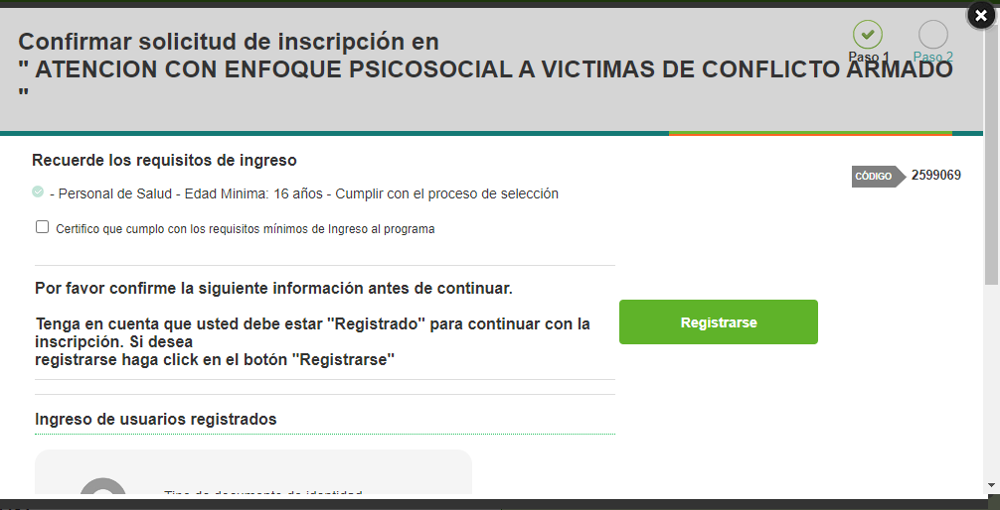 Confirmar solicitud de inscripción en
" ATENCION CON ENFOQUE PSICOSOCIAL A VICTIMAS DE CONFLICTO ARMADO
"
Paso 1
Paso 2
Recuerde los requisitos de ingreso
- Personal de Salud - Edad Minima: 16 años - Cumplir con el proceso de selección
CÓDIGO 2599069
Certifico que cumplo con los requisitos mínimos de Ingreso al programa
Por favor confirme la siguiente información antes de continuar.
Tenga en cuenta que usted debe estar "Registrado" para continuar con la
inscripción. Si desea
registrarse haga click en el botón "Registrarse"
Registrarse
Ingreso de usuarios registrados
Tipo de documento de identidad